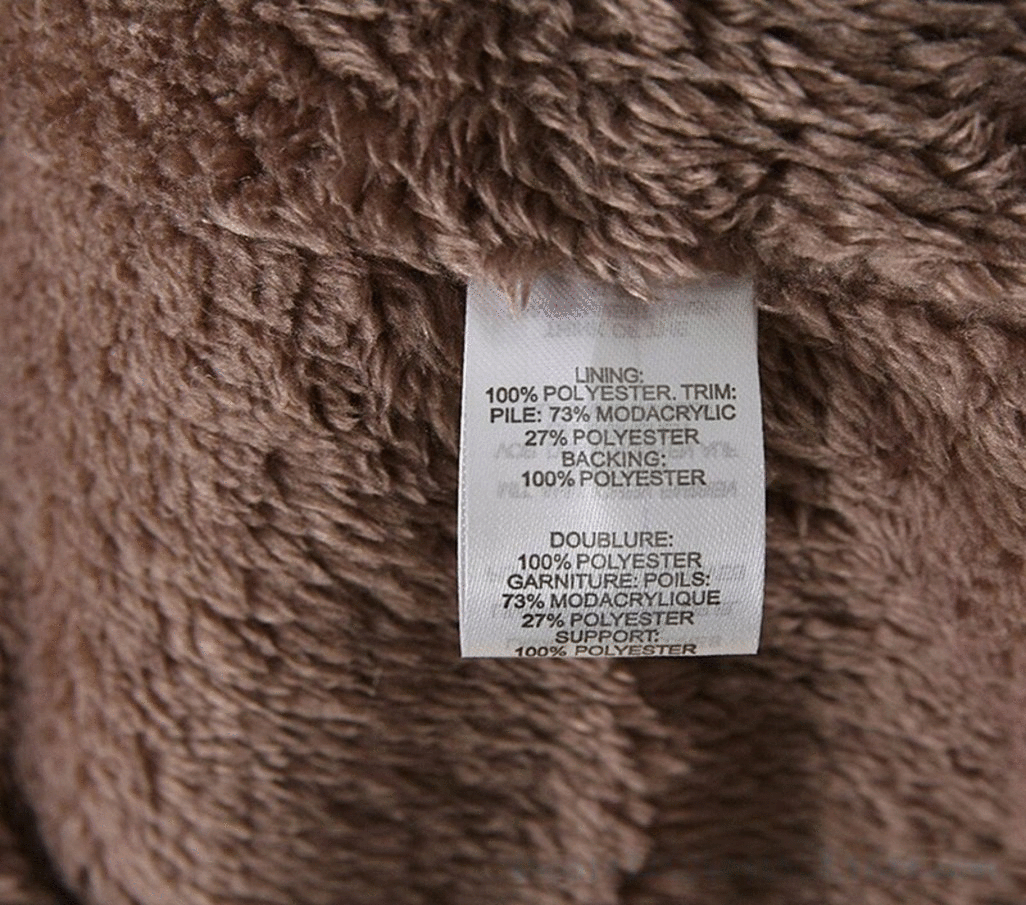 LINING:
100% POLYESTER. TRIM:
PILE: 73% MODACRYLIC
27% POLYESTER
BACKING:
100% POLYESTER
DOUBLURE:
100% POLYESTER
GARNITURE: POILS:
73% MODACRYLIQUE
27% POLYESTER
SUPPORT:
100% POLYESTER